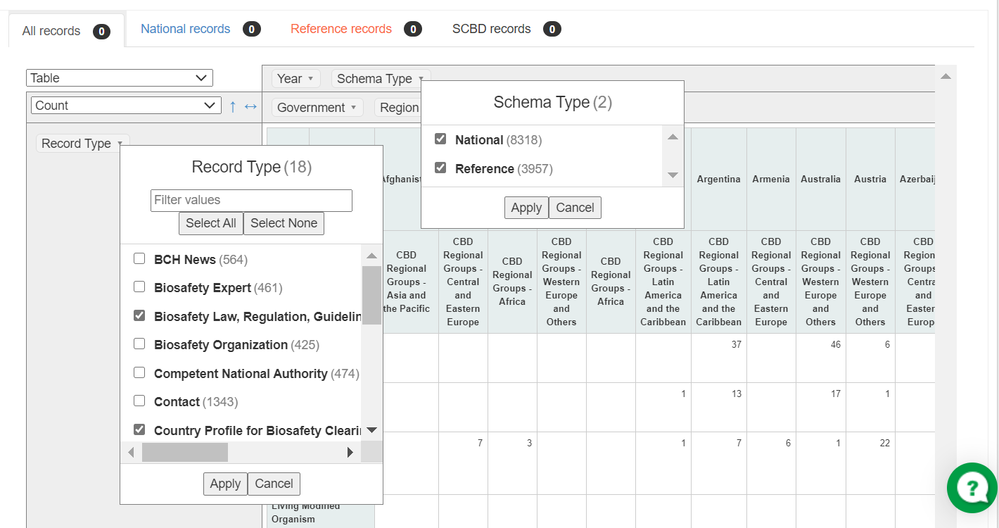 All records 0 National records 0 Reference records 0 SCBD records 0
Table
Year Schema Type
Count
Government Region
Record Type
Schema Type (2)
National (8318)
Reference (3957)
Apply Cancel
Record Type (18)
Filter values
Select All Select None
BCH News (564)
Biosafety Expert (461)
Biosafety Law, Regulation, Guidelin
Biosafety Organization (425)
Competent National Authority (474)
Contact (1343)
Country Profile for Biosafety Cleari
Apply Cancel
Afghanist Argentina Armenia Australia Austria Azerbaij
CBD Regional Groups - Asia and the Pacific
CBD Regional Groups - Central and Eastern Europe
CBD Regional Groups - Africa
CBD Regional Groups - Western Europe and Others
CBD Regional Groups - Africa
CBD Regional Groups - Latin America and the Caribbean
CBD Regional Groups - Latin America and the Caribbean
CBD Regional Groups - Central and Eastern Europe
CBD Regional Groups - Western Europe and Others
CBD Regional Groups - Western Europe and Others
CBD Region Groups Centra and Easter Europ
37 46 6
1 13 17 1
7 3 1 7 6 1 22
Living Modified
Organism
?